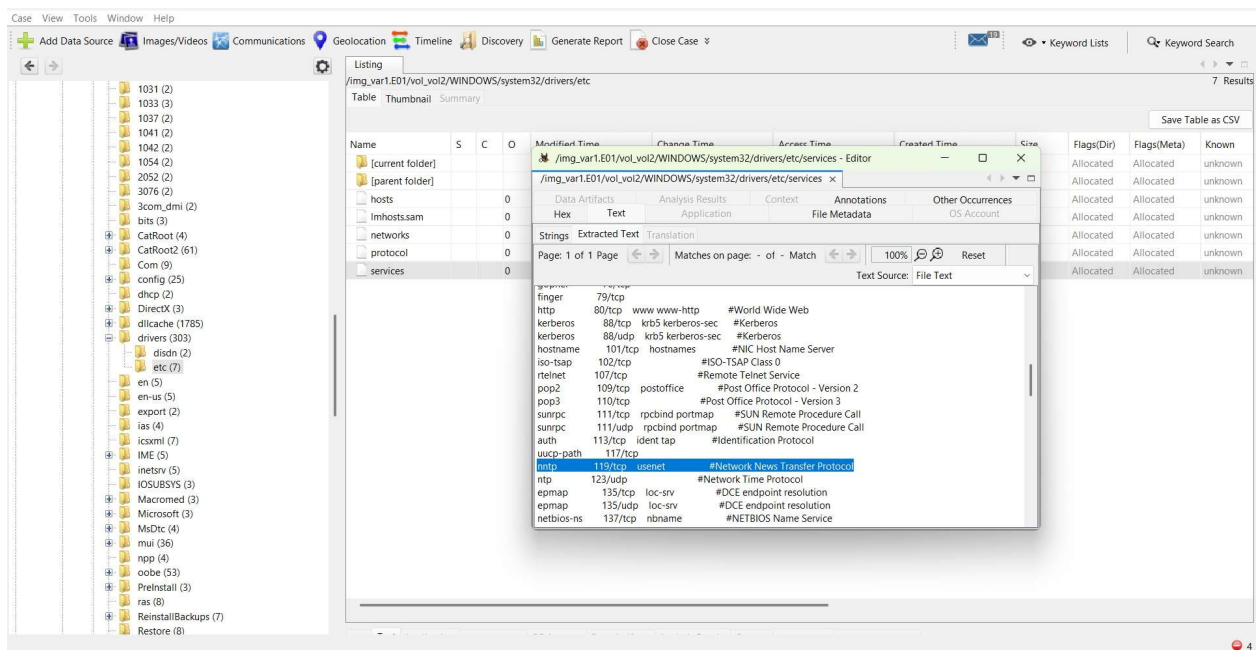 Case View Tools Window Help
Add Data Source Images/Videos Communications Geolocation Timeline Discovery Generate Report Close Case 19 Keyword Lists Keyword Search
1031 (2)
1033 (3)
1037 (2)
1041 (2)
1042 (2)
1054 (2)
2052 (2)
3076 (2)
3com_dmi (2)
bits (3)
CatRoot (4)
CatRoot2 (61)
Com (9)
config (25)
dhcp (2)
DirectX (3)
dllcache (1785)
drivers (303)
disdn (2)
etc (7)
en (5)
en-us (5)
export (2)
ias (4)
icsxml (7)
IME (5)
inetsrv (5)
IOSUBSYS (3)
Macromed (3)
Microsoft (3)
MsDtc (4)
mui (36)
npp (4)
oobe (53)
PreInstall (3)
ras (8)
ReinstallBackups (7)
Restore (8)
Listing
/img_var1.E01/vol_vol2/WINDOWS/system32/drivers/etc 7 Results
Table Thumbnail Summary
Save Table as CSV
Name S C O Modified Time Change Time Access Time Created Time Size Flags(Dir) Flags(Meta) Known
[current folder] Allocated Allocated unknown
[parent folder] Allocated Allocated unknown
hosts 0 Allocated Allocated unknown
lmhosts.sam 0 Allocated Allocated unknown
networks 0 Allocated Allocated unknown
protocol 0 Allocated Allocated unknown
services 0 Allocated Allocated unknown
/img_var1.E01/vol_vol2/WINDOWS/system32/drivers/etc/services - Editor
/img_var1.E01/vol_vol2/WINDOWS/system32/drivers/etc/services
Data Artifacts Analysis Results Context Annotations Other Occurrences
Hex Text Application File Metadata OS Account
Strings Extracted Text Translation
Page: 1 of 1 Page Matches on page: - of - Match 100% Reset
Text Source: File Text
finger 79/tcp
http 80/tcp www www-http #World Wide Web
kerberos 88/tcp krb5 kerberos-sec #Kerberos
kerberos 88/udp krb5 kerberos-sec #Kerberos
hostname 101/tcp hostnames #NIC Host Name Server
iso-tsap 102/tcp #ISO-TSAP Class 0
rtelnet 107/tcp #Remote Telnet Service
pop2 109/tcp postoffice #Post Office Protocol - Version 2
pop3 110/tcp #Post Office Protocol - Version 3
sunrpc 111/tcp rpcbind portmap #SUN Remote Procedure Call
sunrpc 111/udp rpcbind portmap #SUN Remote Procedure Call
auth 113/tcp ident tap #Identification Protocol
uucp-path 117/tcp
nntp 119/tcp usenet #Network News Transfer Protocol
ntp 123/udp #Network Time Protocol
epmap 135/tcp loc-srv #DCE endpoint resolution
epmap 135/udp loc-srv #DCE endpoint resolution
netbios-ns 137/tcp nbname #NETBIOS Name Service
4